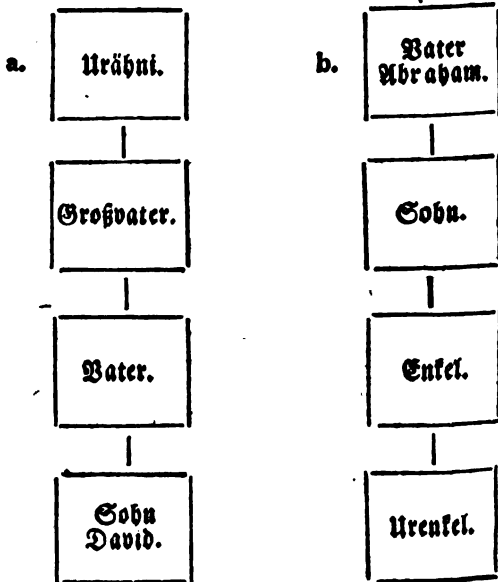 a.
Urähni.
Großvater.
Vater.
Sohn
David.
b.
Vater
Abraham.
Sohn.
Enkel.
Urenkel.